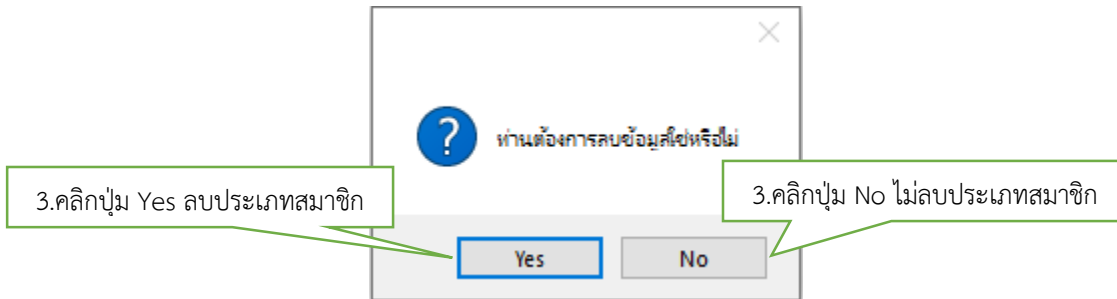 ท่านต้องการลบข้อมูลใช่หรือไม่
3.คลิกปุ่ม Yes ลบประเภทสมาชิก
3.คลิกปุ่ม No ไม่ลบประเภทสมาชิก
Yes
No